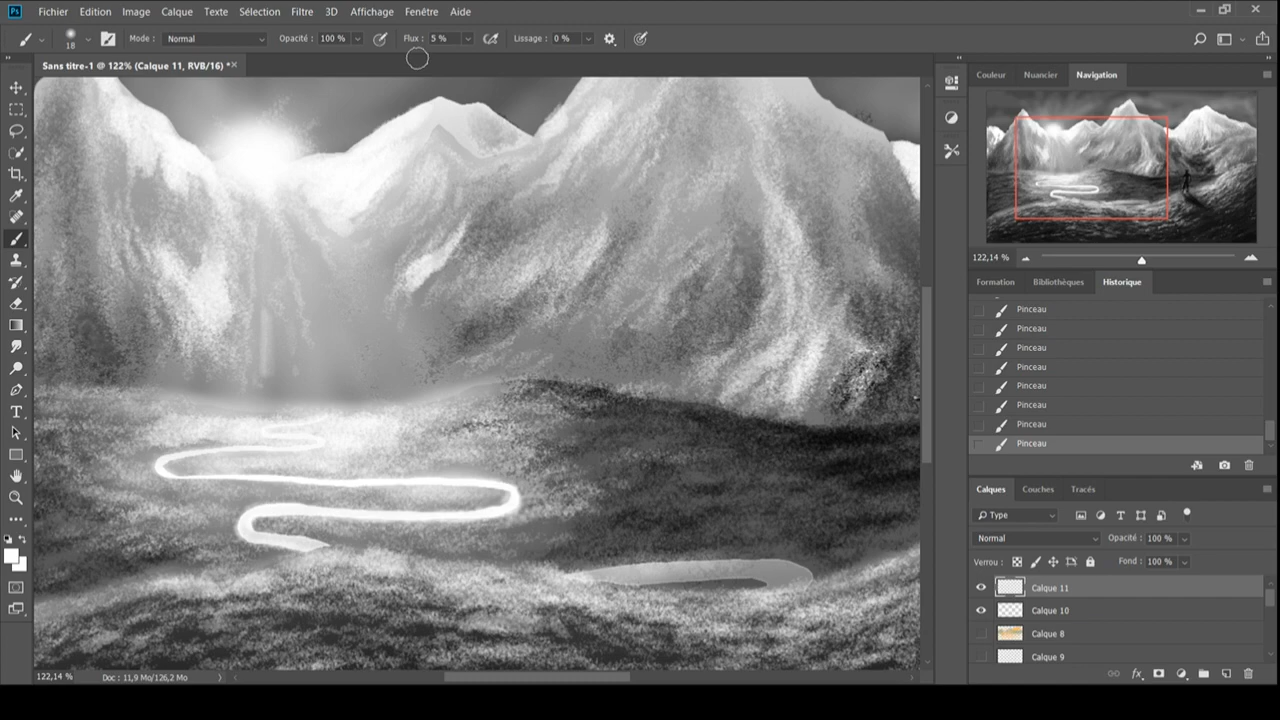 Ps Fichier Edition Image Calque Texte Sélection Filtre 3D Affichage Fenêtre Aide
18 Mode : Normal Opacité : 100 % Flux : 5 % Lissage : 0 %
Sans titre-1 @ 122% (Calque 11, RVB/16) * ×
Couleur Nuancier Navigation
122,14 %
Formation Bibliothèques Historique
Pinceau
Pinceau
Pinceau
Pinceau
Pinceau
Pinceau
Pinceau
Pinceau
Calques Couches Tracés
Type
Normal Opacité : 100 %
Verrou : Fond : 100 %
Calque 11
Calque 10
Calque 8
Calque 9
122,14 % Doc : 11,9 Mo/126,2 Mo